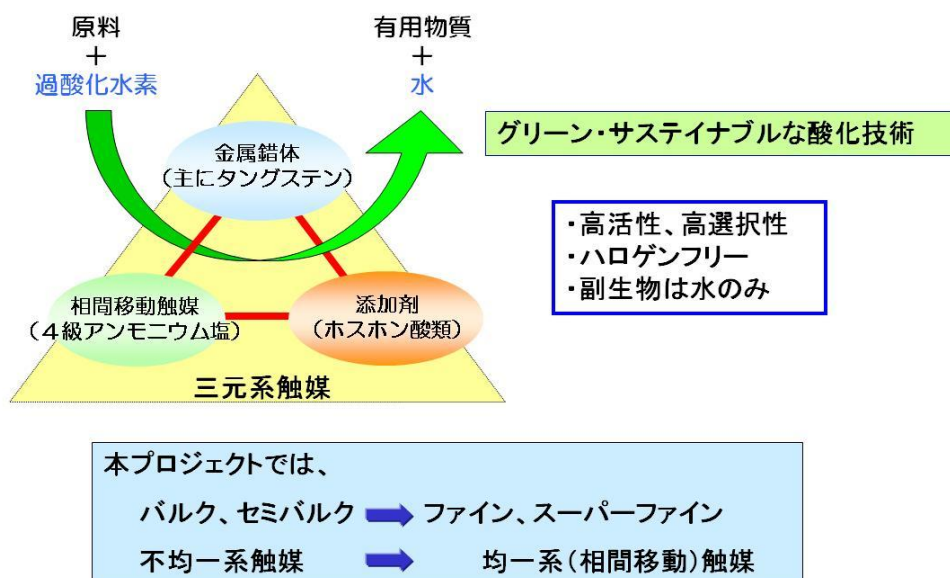 原料
+
過酸化水素
有用物質
+
水
金属錯体
(主にタングステン)
相間移動触媒
(4級アンモニウム塩)
添加剤
(ホスホン酸類)
三元系触媒
グリーン・サステイナブルな酸化技術
・高活性、高選択性
・ハロゲンフリー
・副生物は水のみ
本プロジェクトでは、
バルク、セミバルク ファイン、スーパーファイン
不均一系触媒 均一系(相間移動)触媒